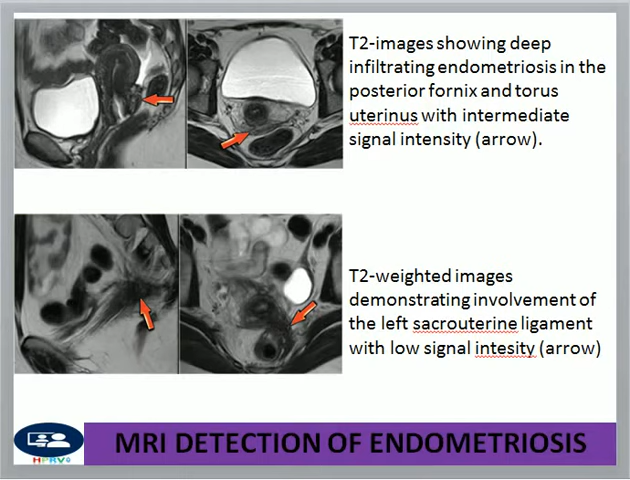 T2-images showing deep
infiltrating endometriosis in the
posterior fornix and torus
uterinus with intermediate
signal intensity (arrow).
T2-weighted images
demonstrating involvement of
the left sacrouterine ligament
with low signal intesity (arrow)
HPRV
MRI DETECTION OF ENDOMETRIOSIS